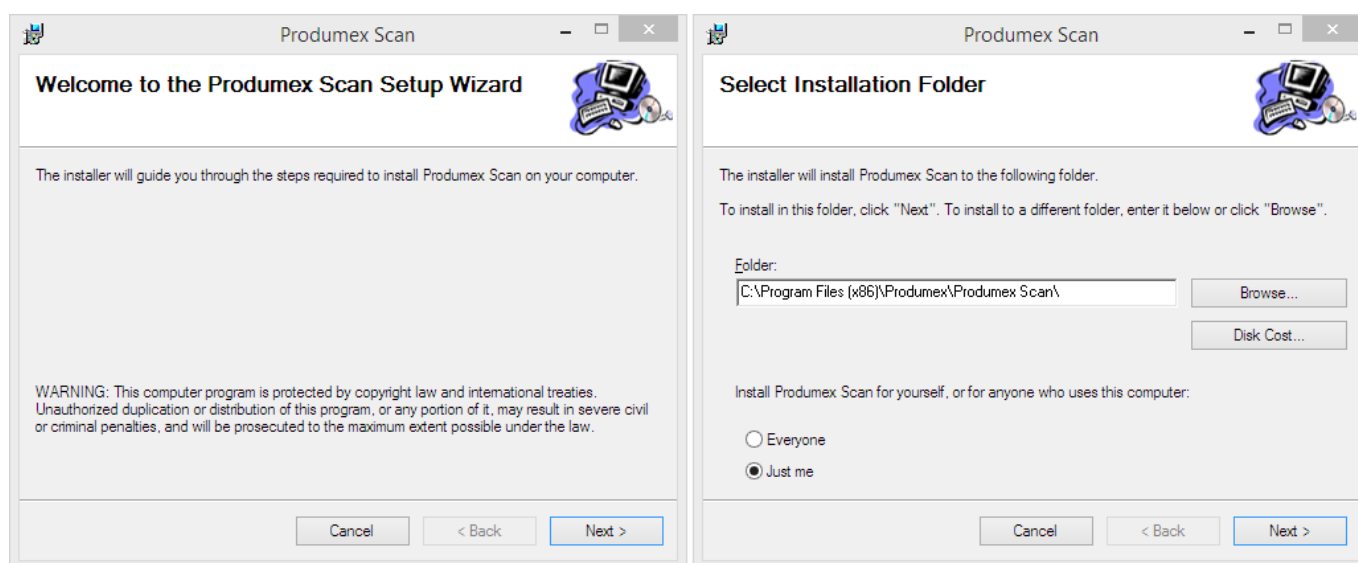 Produmex Scan
Welcome to the Produmex Scan Setup Wizard
The installer will guide you through the steps required to install Produmex Scan on your computer.
WARNING: This computer program is protected by copyright law and international treaties.
Unauthorized duplication or distribution of this program, or any portion of it, may result in severe civil
or criminal penalties, and will be prosecuted to the maximum extent possible under the law.
Cancel < Back Next >
Produmex Scan
Select Installation Folder
The installer will install Produmex Scan to the following folder.
To install in this folder, click "Next". To install to a different folder, enter it below or click "Browse".
Folder:
C:\Program Files (x86)\Produmex\Produmex Scan\
Browse...
Disk Cost...
Install Produmex Scan for yourself, or for anyone who uses this computer:
Everyone
Just me
Cancel < Back Next >